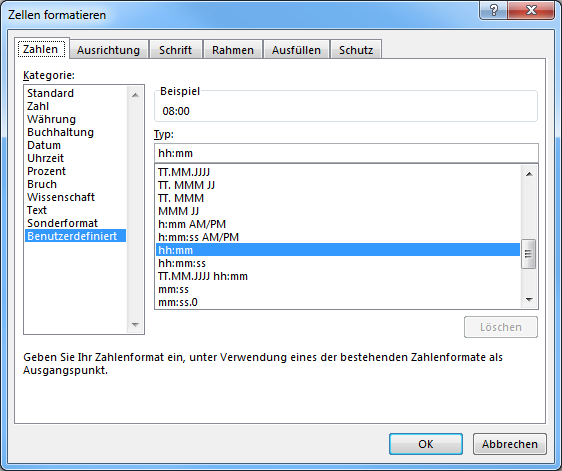 Zellen formatieren
Zahlen Ausrichtung Schrift Rahmen Ausfüllen Schutz
Kategorie:
Standard
Zahl
Währung
Buchhaltung
Datum
Uhrzeit
Prozent
Bruch
Wissenschaft
Text
Sonderformat
Benutzerdefiniert
Beispiel
08:00
Typ:
hh:mm
TT.MM.JJJJ
TT. MMM JJ
TT. MMM
MMM JJ
h:mm AM/PM
h:mm:ss AM/PM
hh:mm
hh:mm:ss
TT.MM.JJJJ hh:mm
mm:ss
mm:ss.0
Löschen
Geben Sie Ihr Zahlenformat ein, unter Verwendung eines der bestehenden Zahlenformate als
Ausgangspunkt.
OK Abbrechen